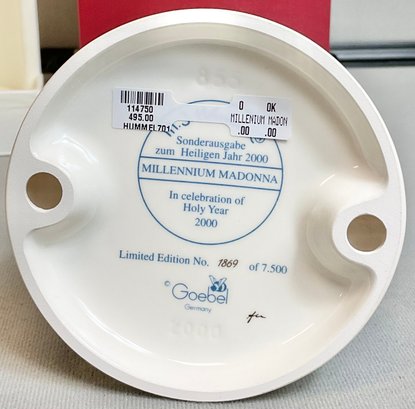 114750
495.00
HUMMEL701
0 OK
MILLENIUM MADON
.00 .00
Sonderausgabe
zum Heiligen Jahr 2000
MILLENNIUM MADONNA
In celebration of
Holy Year
2000
Limited Edition No. 1869 of 7.500
© Goebel
Germany